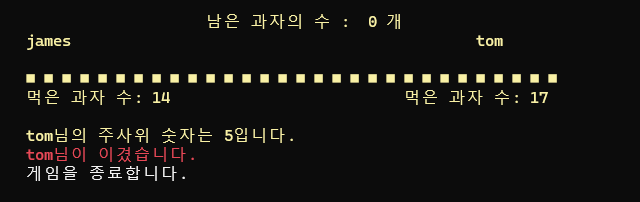 남은 과자의 수 : 0 개
james tom
■ ■ ■ ■ ■ ■ ■ ■ ■ ■ ■ ■ ■ ■ ■ ■ ■ ■ ■ ■ ■ ■ ■ ■ ■ ■ ■ ■ ■ ■
먹은 과자 수: 14 먹은 과자 수: 17
tom님의 주사위 숫자는 5입니다.
tom님이 이겼습니다.
게임을 종료합니다.